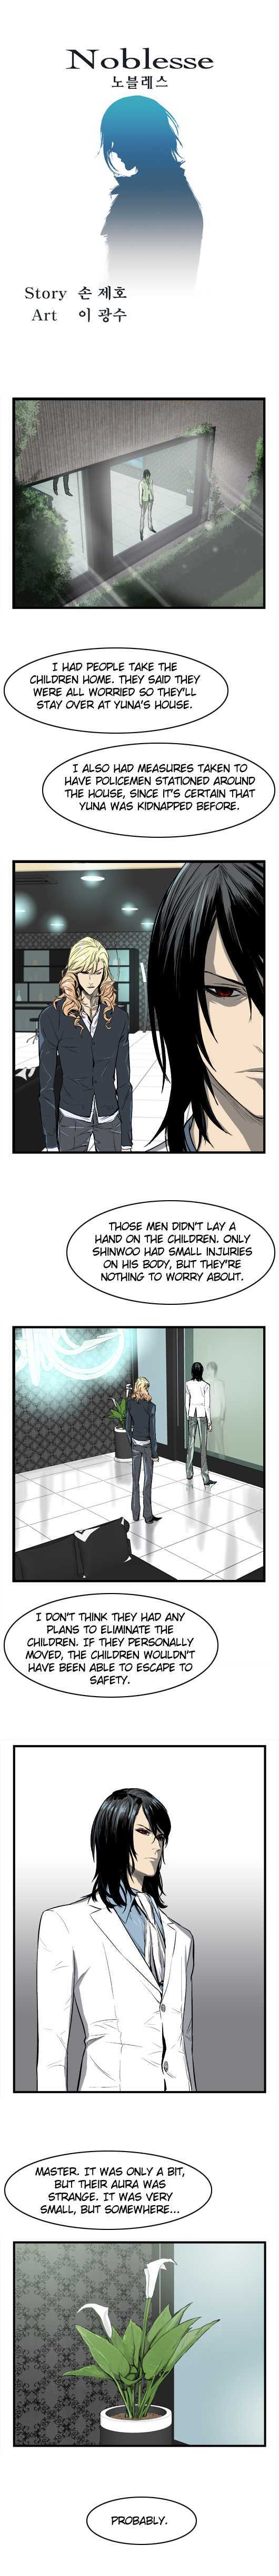 Noblesse
노블레스
Story 손 제호
Art 이 광수
I HAD PEOPLE TAKE THE
CHILDREN HOME. THEY SAID THEY
WERE ALL WORRIED SO THEY'LL
STAY OVER AT YUNA'S HOUSE.
I ALSO HAD MEASURES TAKEN TO
HAVE POLICEMEN STATIONED AROUND
THE HOUSE, SINCE IT'S CERTAIN THAT
YUNA WAS KIDNAPPED BEFORE.
THOSE MEN DIDN'T LAY A
HAND ON THE CHILDREN. ONLY
SHINWOO HAD SMALL INJURIES
ON HIS BODY, BUT THEY'RE
NOTHING TO WORRY ABOUT.
I DON'T THINK THEY HAD ANY
PLANS TO ELIMINATE THE
CHILDREN. IF THEY PERSONALLY
MOVED, THE CHILDREN WOULDN'T
HAVE BEEN ABLE TO ESCAPE TO
SAFETY.
MASTER. IT WAS ONLY A BIT,
BUT THEIR AURA WAS
STRANGE. IT WAS VERY
SMALL, BUT SOMEWHERE...
PROBABLY.